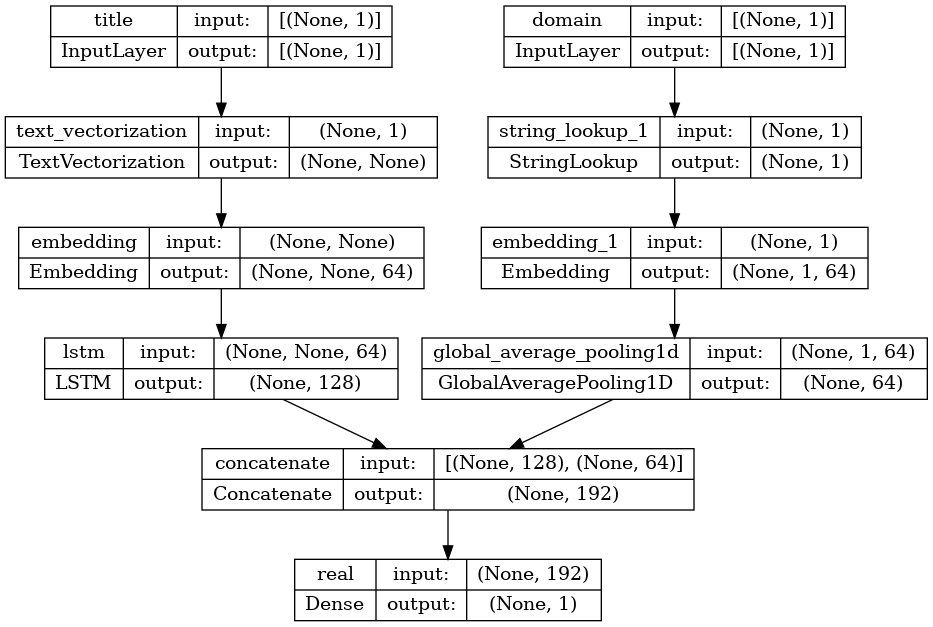 title input: [(None, 1)]
InputLayer output: [(None, 1)]
domain input: [(None, 1)]
InputLayer output: [(None, 1)]
text_vectorization input: (None, 1)
TextVectorization output: (None, None)
string_lookup_1 input: (None, 1)
StringLookup output: (None, 1)
embedding input: (None, None)
Embedding output: (None, None, 64)
embedding_1 input: (None, 1)
Embedding output: (None, 1, 64)
lstm input: (None, None, 64)
LSTM output: (None, 128)
global_average_pooling1d input: (None, 1, 64)
GlobalAveragePooling1D output: (None, 64)
concatenate input: [(None, 128), (None, 64)]
Concatenate output: (None, 192)
real input: (None, 192)
Dense output: (None, 1)